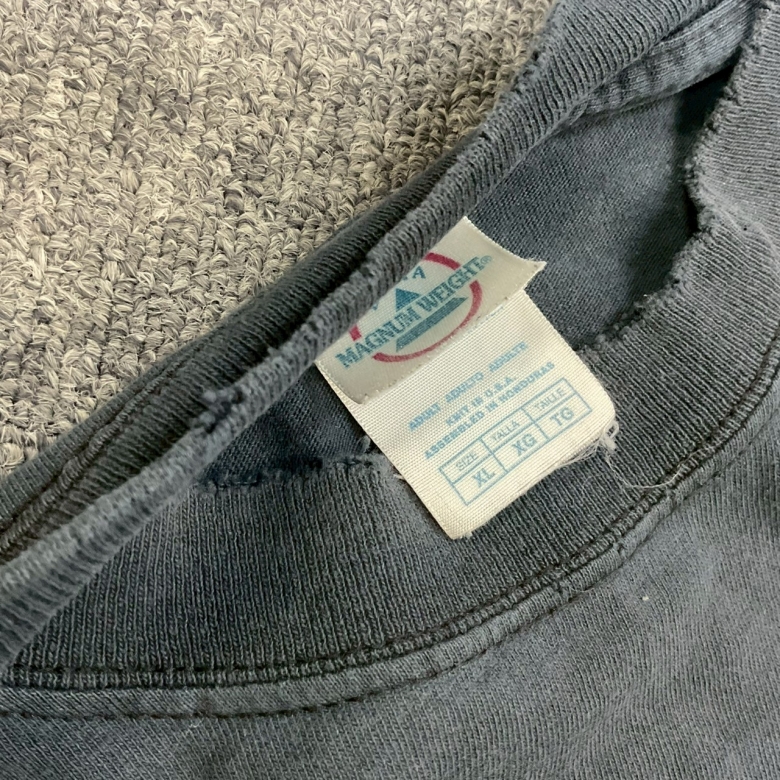 MAGNUM WEIGHT®
ADULT ADULTO ADULTE
KNIT IN U.S.A.
ASSEMBLED IN HONDURAS
SIZE TALLA TAILLE
XL XG TG